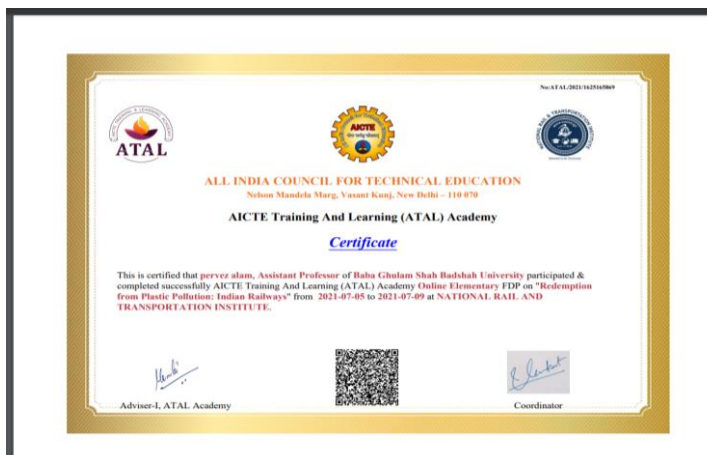 No:ATAL/2021/1625165869
ATAL
AICTE
ALL INDIA COUNCIL FOR TECHNICAL EDUCATION
Nelson Mandela Marg, Vasant Kunj, New Delhi – 110 070
AICTE Training And Learning (ATAL) Academy
Certificate
This is certified that pervez alam, Assistant Professor of Baba Ghulam Shah Badshah University participated &
completed successfully AICTE Training And Learning (ATAL) Academy Online Elementary FDP on "Redemption
from Plastic Pollution: Indian Railways" from 2021-07-05 to 2021-07-09 at NATIONAL RAIL AND
TRANSPORTATION INSTITUTE.
Adviser-I, ATAL Academy
Coordinator